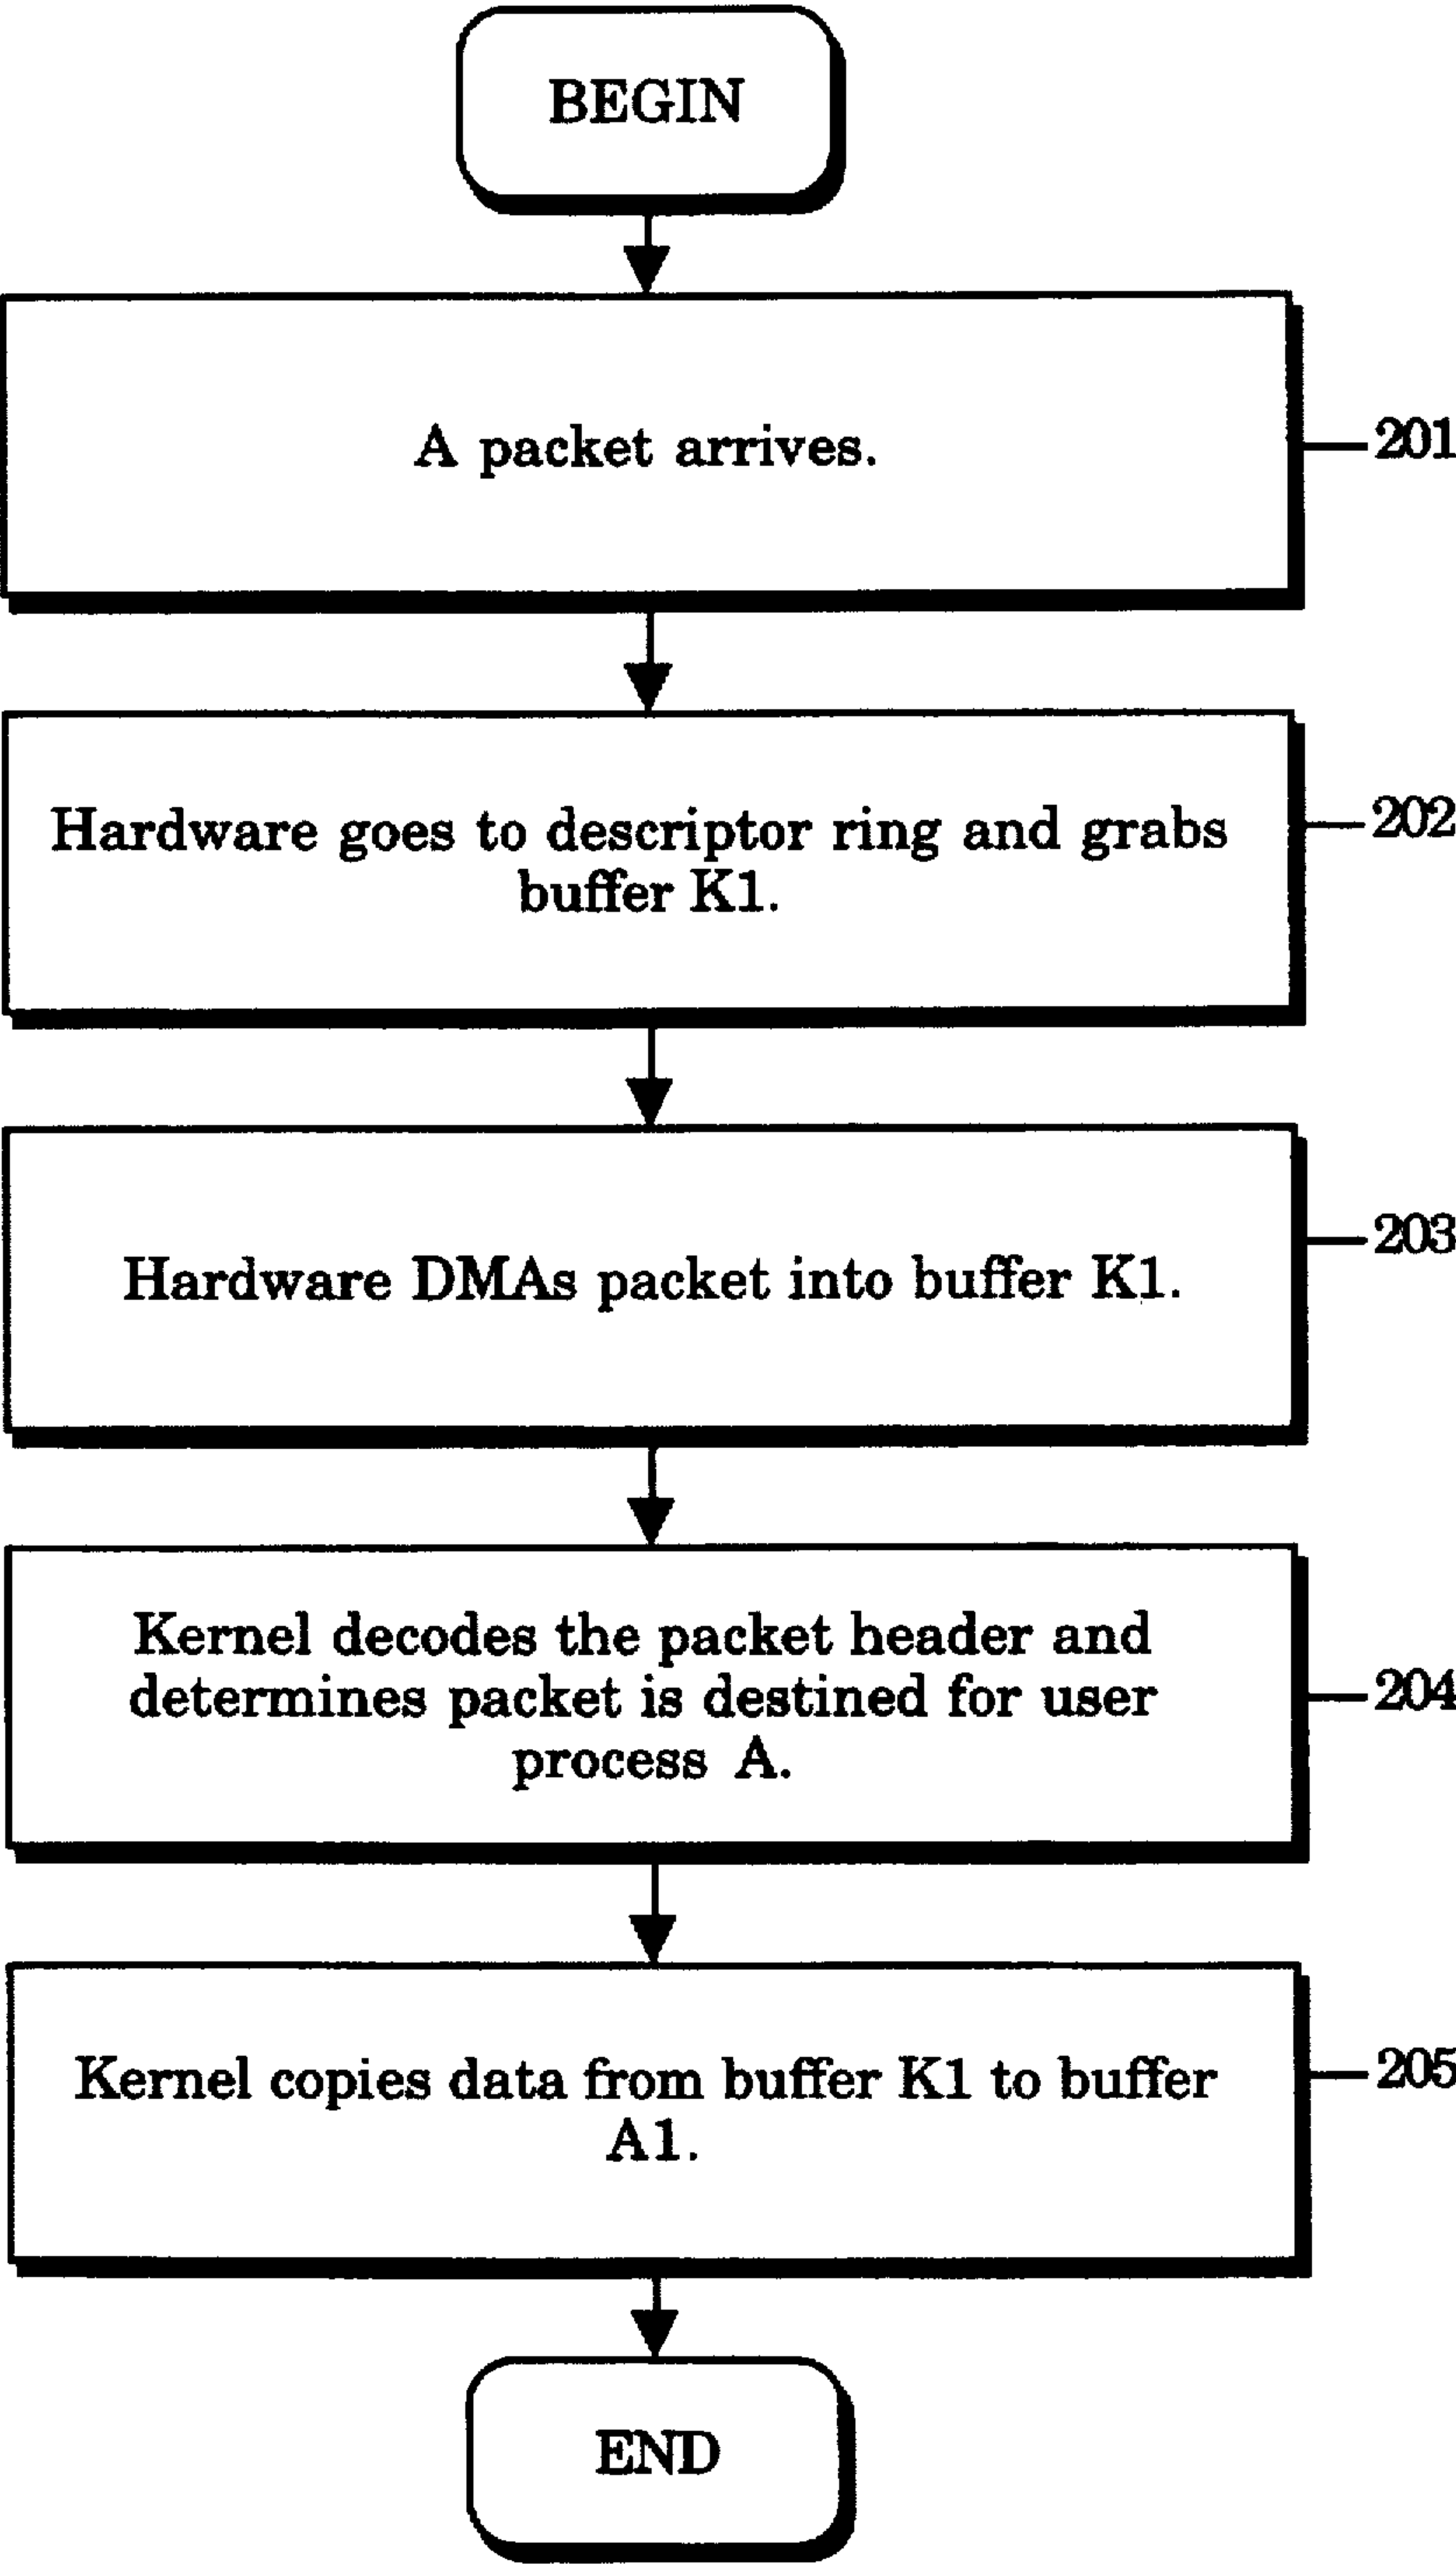 BEGIN
A packet arrives.
201
Hardware goes to descriptor ring and grabs
buffer K1.
202
Hardware DMAs packet into buffer K1.
203
Kernel decodes the packet header and
determines packet is destined for user
process A.
204
Kernel copies data from buffer K1 to buffer
A1.
205
END